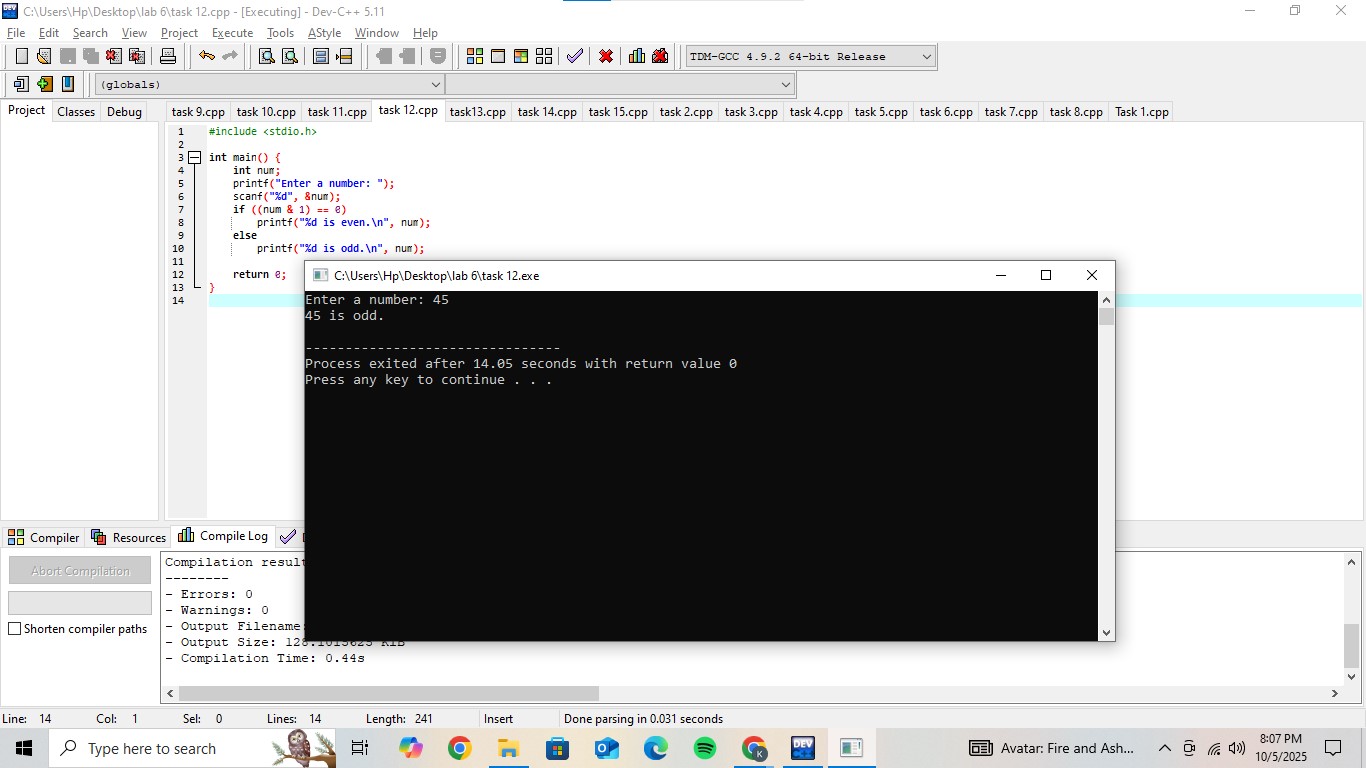 C:\Users\Hp\Desktop\lab 6\task 12.cpp - [Executing] - Dev-C++ 5.11
File Edit Search View Project Execute Tools AStyle Window Help
TDM-GCC 4.9.2 64-bit Release
(globals)
Project Classes Debug task 9.cpp task 10.cpp task 11.cpp task 12.cpp task13.cpp task 14.cpp task 15.cpp task 2.cpp task 3.cpp task 4.cpp task 5.cpp task 6.cpp task 7.cpp task 8.cpp Task 1.cpp
1 #include <stdio.h>
2
3 int main() {
4 int num;
5 printf("Enter a number: ");
6 scanf("%d", &num);
7 if ((num & 1) == 0)
8 printf("%d is even.\n", num);
9 else
10 printf("%d is odd.\n", num);
11
12 return 0;
13 }
14
C:\Users\Hp\Desktop\lab 6\task 12.exe
Enter a number: 45
45 is odd.
--------------------------------
Process exited after 14.05 seconds with return value 0
Press any key to continue . . .
Compiler Resources Compile Log
Abort Compilation
Shorten compiler paths
Compilation result
--------
- Errors: 0
- Warnings: 0
- Output Filename:
- Output Size: 128.1015625 KiB
- Compilation Time: 0.44s
Line: 14 Col: 1 Sel: 0 Lines: 14 Length: 241 Insert Done parsing in 0.031 seconds
Type here to search
DEV
Avatar: Fire and Ash...
8:07 PM
10/5/2025